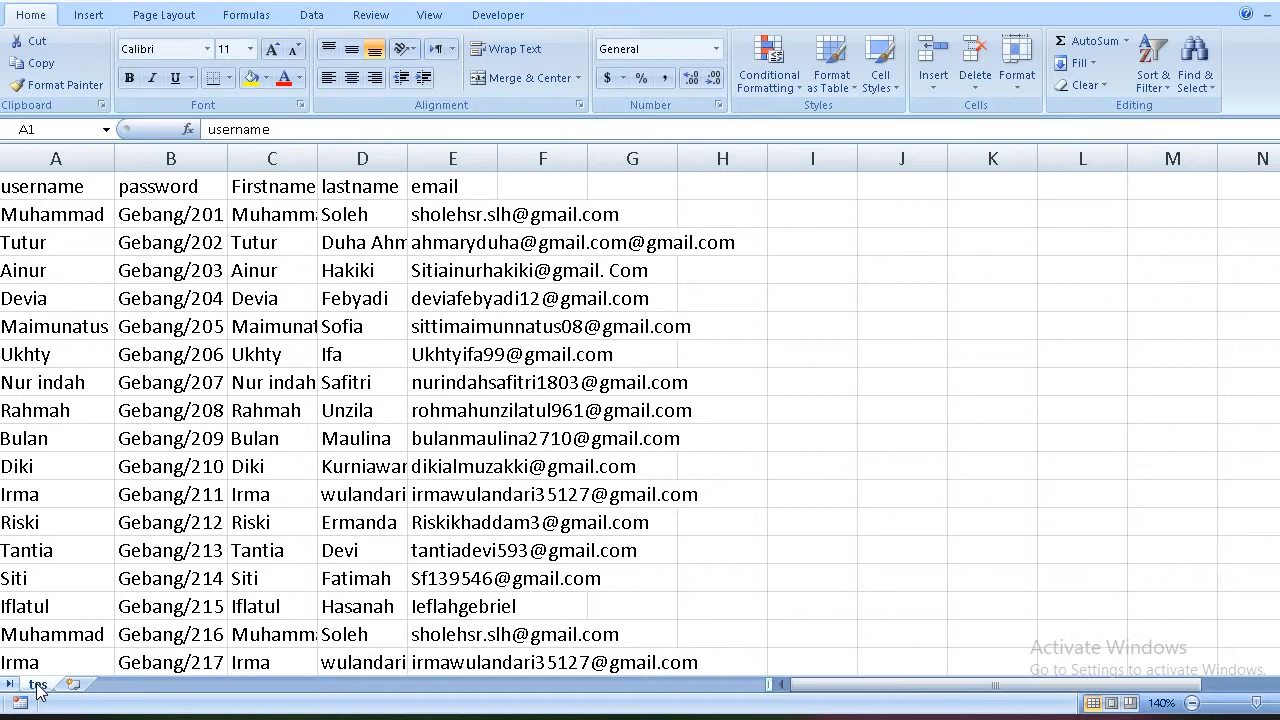 Home Insert Page Layout Formulas Data Review View Developer
Cut Calibri 11 Wrap Text General AutoSum
Copy Fill
Format Painter Merge & Center $ % , Conditional Formatting Format as Table Cell Styles Insert Delete Format Clear Sort & Filter Find & Select
Clipboard Font Alignment Number Styles Cells Editing
A1 fx username
A B C D E F G H I J K L M N
username password Firstname lastname email
Muhammad Gebang/201 Muhamma Soleh sholehsr.slh@gmail.com
Tutur Gebang/202 Tutur Duha Ahm ahmaryduha@gmail.com@gmail.com
Ainur Gebang/203 Ainur Hakiki Sitiainurhakiki@gmail. Com
Devia Gebang/204 Devia Febyadi deviafebyadi12@gmail.com
Maimunatus Gebang/205 Maimunat Sofia sittimaimunnatus08@gmail.com
Ukhty Gebang/206 Ukhty Ifa Ukhtyifa99@gmail.com
Nur indah Gebang/207 Nur indah Safitri nurindahsafitri1803@gmail.com
Rahmah Gebang/208 Rahmah Unzila rohmahunzilatul961@gmail.com
Bulan Gebang/209 Bulan Maulina bulanmaulina2710@gmail.com
Diki Gebang/210 Diki Kurniawan dikialmuzakki@gmail.com
Irma Gebang/211 Irma wulandari irmawulandari35127@gmail.com
Riski Gebang/212 Riski Ermanda Riskikhaddam3@gmail.com
Tantia Gebang/213 Tantia Devi tantiadevi593@gmail.com
Siti Gebang/214 Siti Fatimah Sf139546@gmail.com
Iflatul Gebang/215 Iflatul Hasanah Ieflahgebriel
Muhammad Gebang/216 Muhamma Soleh sholehsr.slh@gmail.com
Irma Gebang/217 Irma wulandari irmawulandari35127@gmail.com
Activate Windows
Go to Settings to activate Windows.
tes
140%